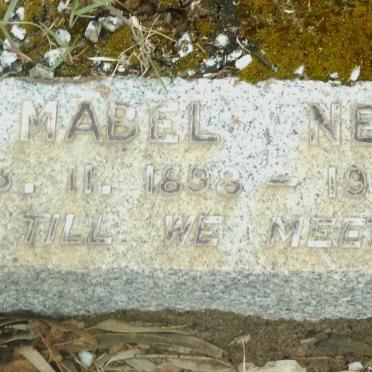 MABEL NE
. 11. 1898 - 19
TILL WE MEE